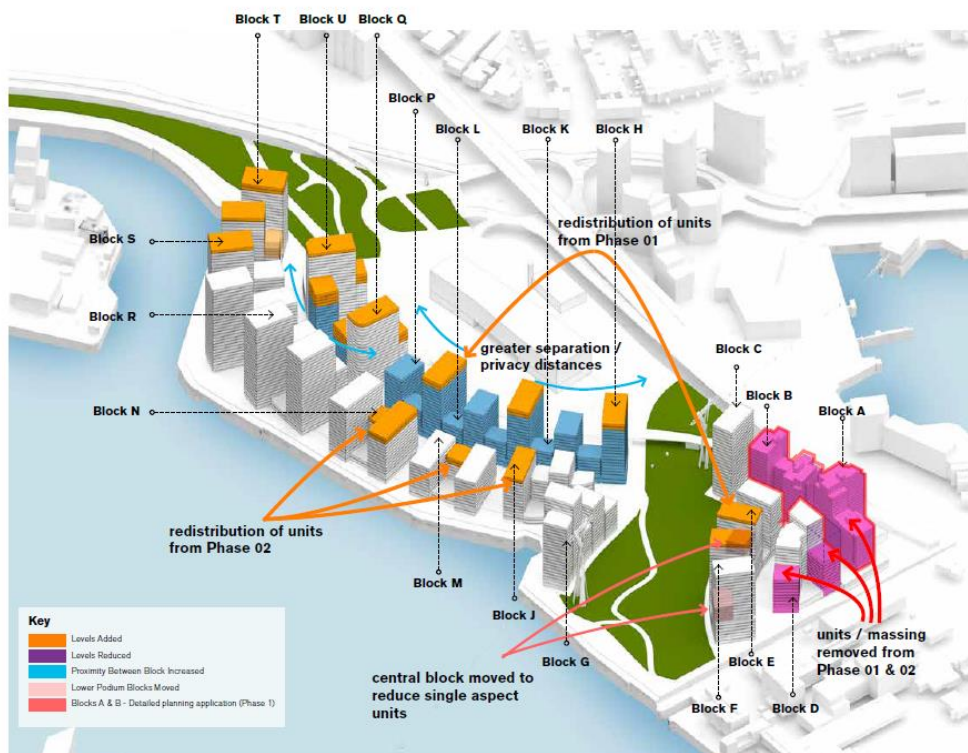 Block T
Block U
Block Q
Block P
Block L
Block K
Block H
redistribution of units
from Phase 01
Block S
Block R
greater separation /
privacy distances
Block C
Block B
Block A
Block N
redistribution of units
from Phase 02
Block M
Block J
Block G
central block moved to
reduce single aspect
units
Block E
Block F
Block D
units / massing
removed from
Phase 01 & 02
Key
Levels Added
Levels Reduced
Proximity Between Block Increased
Lower Podium Blocks Moved
Blocks A & B - Detailed planning application (Phase 1)